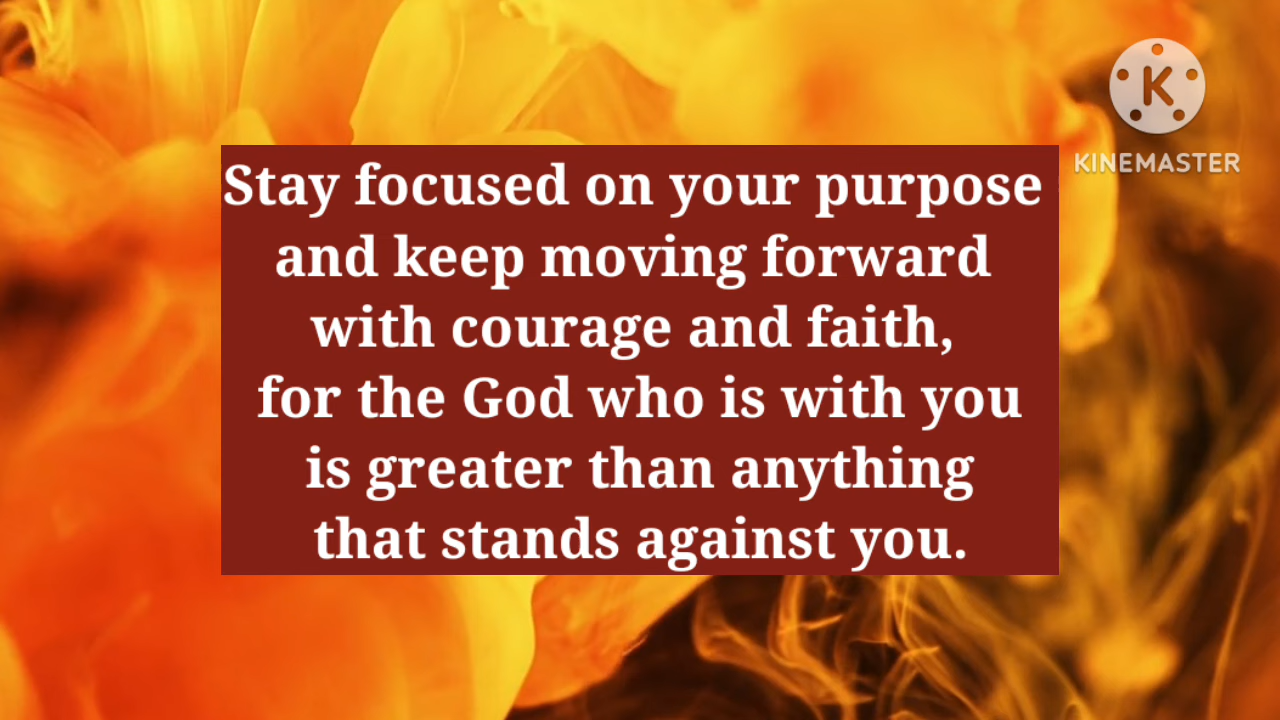 K
KINEMASTER
Stay focused on your purpose
and keep moving forward
with courage and faith,
for the God who is with you
is greater than anything
that stands against you.